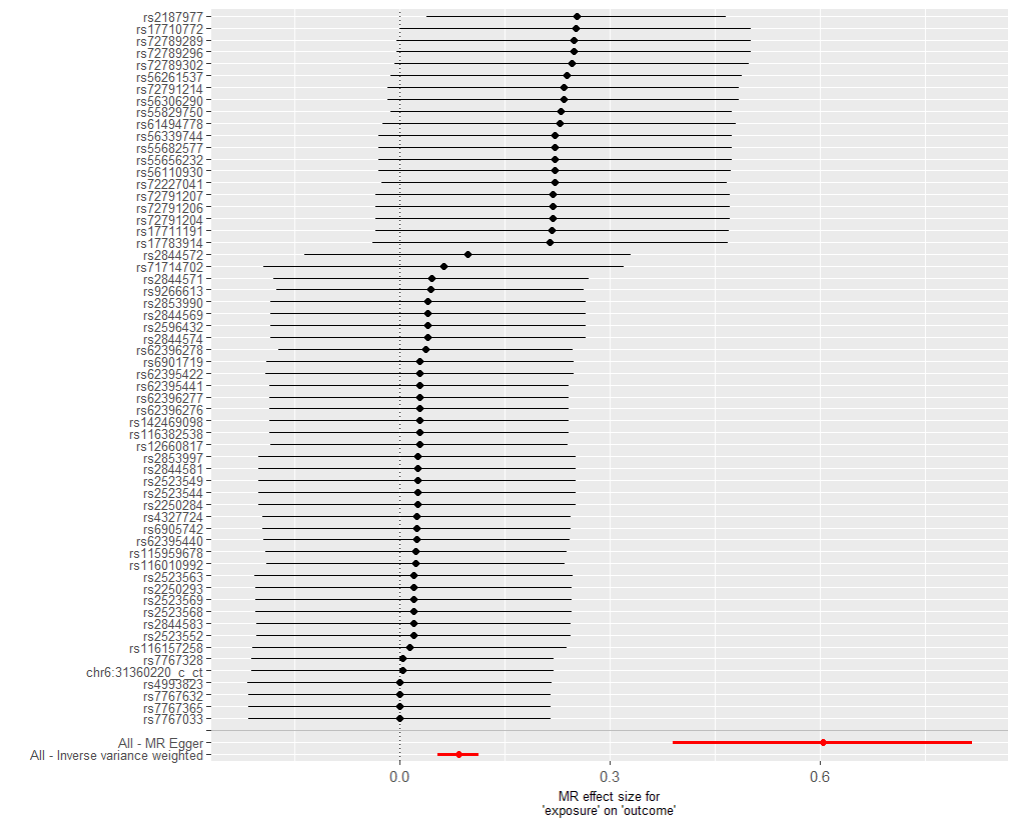 rs2187977
rs17710772
rs72789289
rs72789296
rs72789302
rs56261537
rs72791214
rs56306290
rs55829750
rs61494778
rs56339744
rs55682577
rs55656232
rs56110930
rs72227041
rs72791207
rs72791206
rs72791204
rs17711191
rs17783914
rs2844572
rs71714702
rs2844571
rs9266613
rs2853990
rs2844569
rs2596432
rs2844574
rs62396278
rs6901719
rs62395422
rs62395441
rs62396277
rs62396276
rs142469098
rs116382538
rs12660817
rs2853997
rs2844581
rs2523549
rs2523544
rs2250284
rs4327724
rs6905742
rs62395440
rs115959678
rs116010992
rs2523563
rs2250293
rs2523569
rs2523568
rs2844583
rs2523552
rs116157258
rs7767328
chr6:31360220_c_ct
rs4993823
rs7767632
rs7767365
rs7767033
All - MR Egger
All - Inverse variance weighted
0.0 0.3 0.6
MR effect size for
'exposure' on 'outcome'